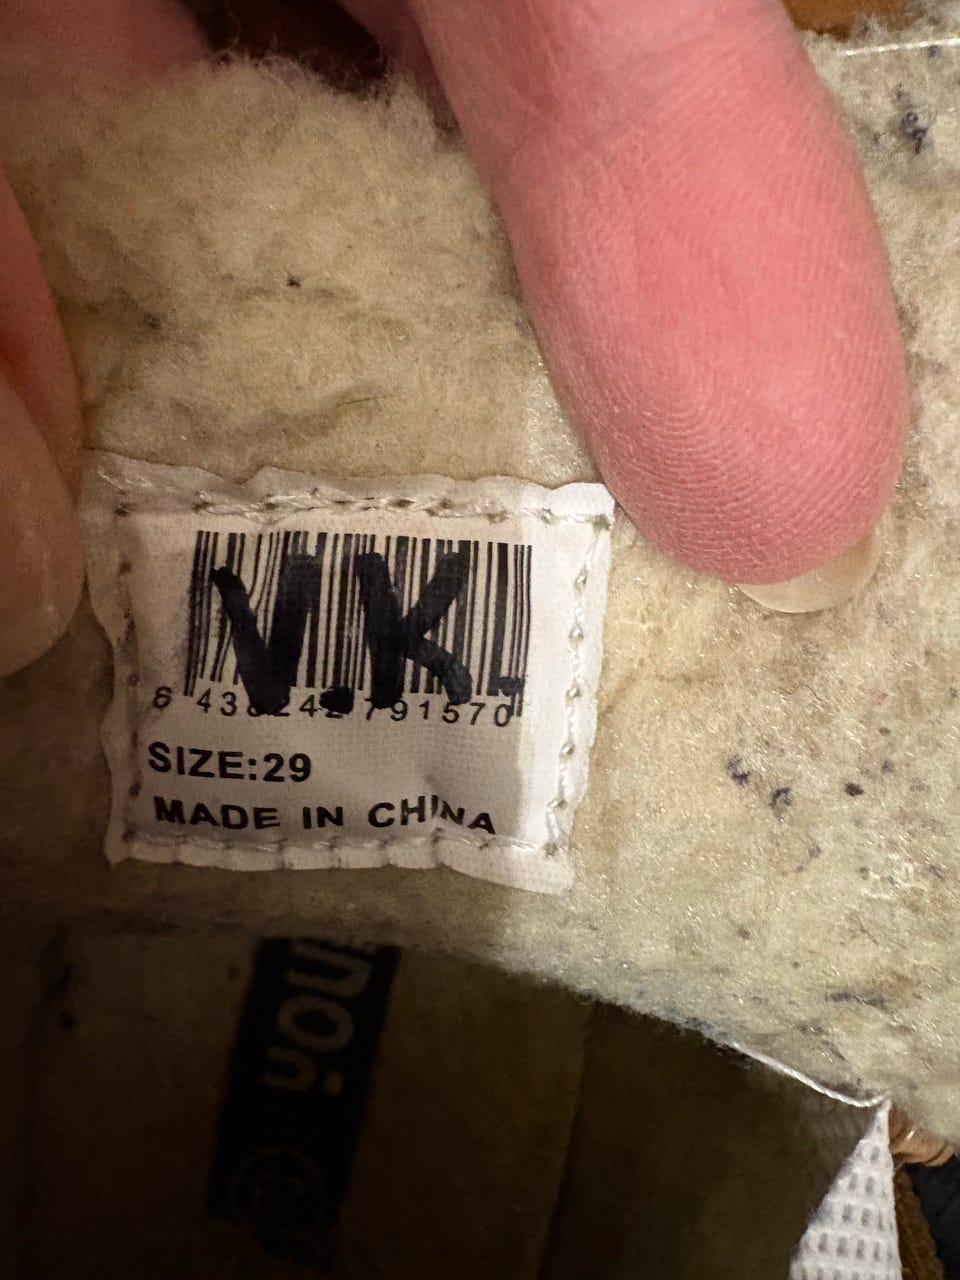 V.K.
6 438242 791570
SIZE:29
MADE IN CHINA